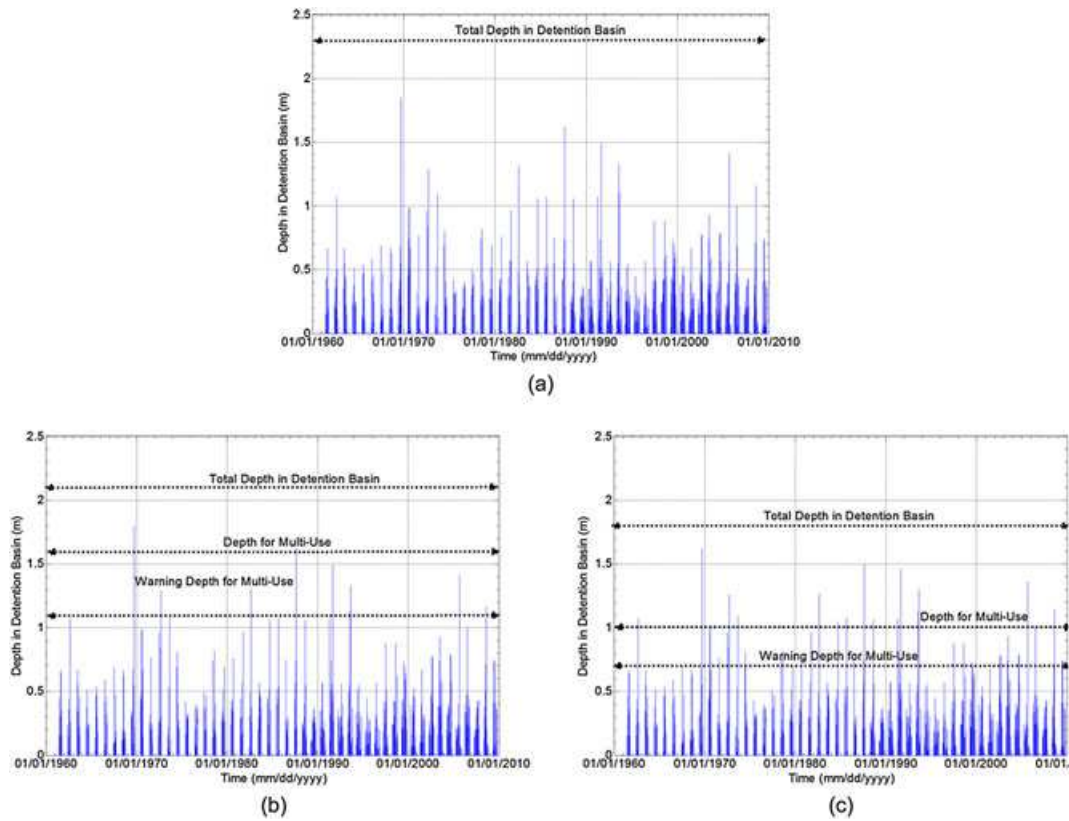 2.5
Total Depth in Detention Basin
2
1.5
1
0.5
0
Depth in Detention Basin (m)
01/01/1960 01/01/1970 01/01/1980 01/01/1990 01/01/2000 01/01/2010
Time (mm/dd/yyyy)
(a)
2.5
Total Depth in Detention Basin
2
Depth for Multi-Use
1.5
Warning Depth for Multi-Use
1
0.5
0
Depth in Detention Basin (m)
01/01/1960 01/01/1970 01/01/1980 01/01/1990 01/01/2000 01/01/2010
Time (mm/dd/yyyy)
(b)
2.5
2
Total Depth in Detention Basin
1.5
Depth for Multi-Use
1
Warning Depth for Multi-Use
0.5
0
Depth in Detention Basin (m)
01/01/1960 01/01/1970 01/01/1980 01/01/1990 01/01/2000 01/01/
Time (mm/dd/yyyy)
(c)